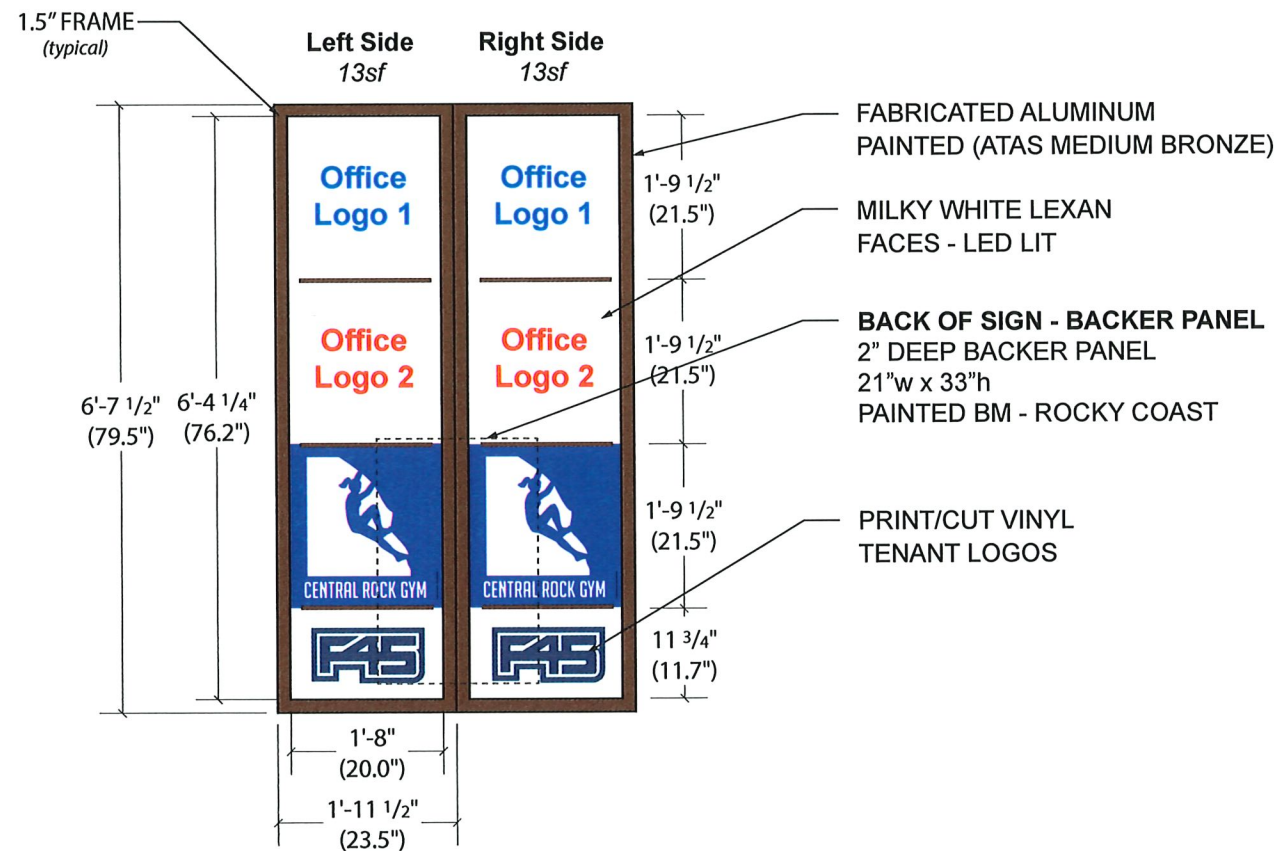 1.5" FRAME
(typical)
Left Side
13sf
Right Side
13sf
FABRICATED ALUMINUM
PAINTED (ATAS MEDIUM BRONZE)
MILKY WHITE LEXAN
FACES - LED LIT
BACK OF SIGN - BACKER PANEL
2” DEEP BACKER PANEL
21”w x 33”h
PAINTED BM - ROCKY COAST
PRINT/CUT VINYL
TENANT LOGOS
Office
Logo 1
Office
Logo 1
Office
Logo 2
Office
Logo 2
CENTRAL ROCK GYM
CENTRAL ROCK GYM
F45
F45
6'-7 1/2"
(79.5")
6'-4 1/4"
(76.2")
1'-9 1/2"
(21.5")
1'-9 1/2"
(21.5")
1'-9 1/2"
(21.5")
11 3/4"
(11.7")
1'-8"
(20.0")
1'-11 1/2"
(23.5")